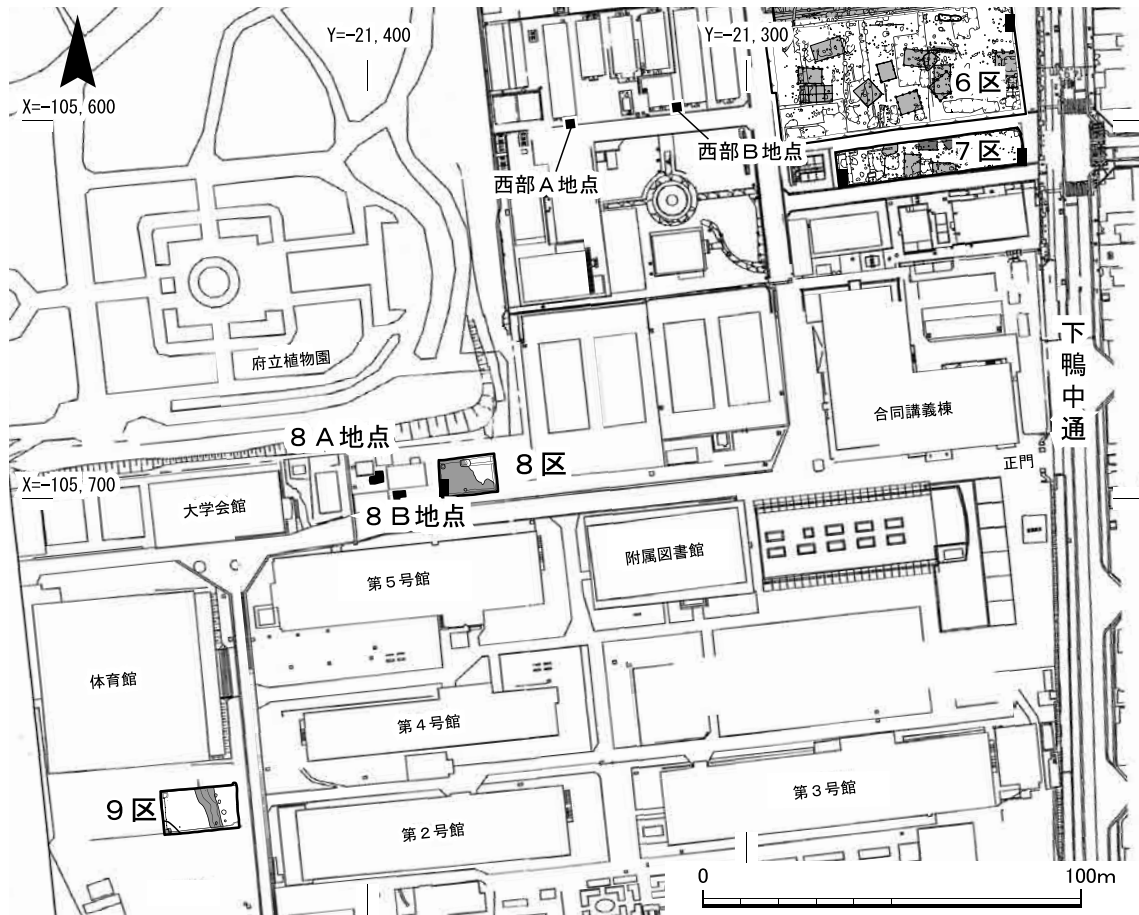 Y=-21,400
Y=-21,300
X=-105,600
6区
7区
西部B地点
西部A地点
下鴨中通
府立植物園
合同講義棟
8A地点
8区
正門
X=-105,700
大学会館
8B地点
附属図書館
第5号館
体育館
第4号館
第3号館
9区
第2号館
0
100m